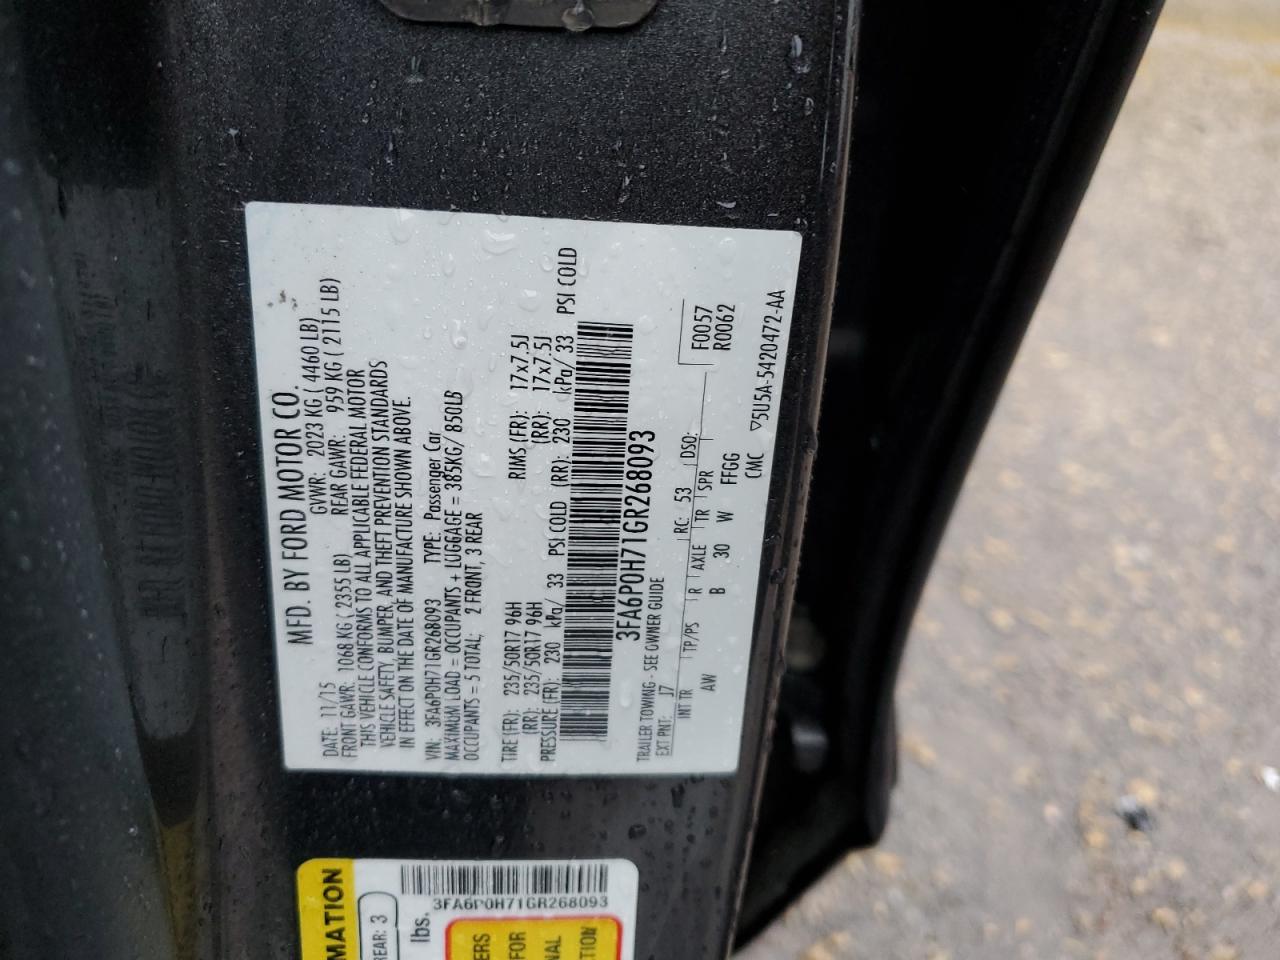 MFD. BY FORD MOTOR CO.
DATE: 11/15 GVWR: 2023 KG ( 4460 LB)
FRONT GAWR: 1068 KG ( 2355 LB) REAR GAWR: 959 KG ( 2115 LB)
THIS VEHICLE CONFORMS TO ALL APPLICABLE FEDERAL MOTOR
VEHICLE SAFETY, BUMPER, AND THEFT PREVENTION STANDARDS
IN EFFECT ON THE DATE OF MANUFACTURE SHOWN ABOVE.
VIN: 3FA6P0H71GR268093 TYPE: Passenger Car
MAXIMUM LOAD = OCCUPANTS + LUGGAGE = 385KG/ 850LB
OCCUPANTS = 5 TOTAL; 2 FRONT, 3 REAR
TIRE (FR): 235/50R17 96H RIMS (FR): 17x7.5J
(RR): 235/50R17 96H (RR): 17x7.5J
PRESSURE (FR): 230 kPa/ 33 PSI COLD (RR): 230 kPa/ 33 PSI COLD
3FA6P0H71GR268093
TRAILER TOWING - SEE OWNER GUIDE
EXT PNT: J7 RC: 53 DSO:
F0057
R0062
INT TR TP/PS R AXLE TR SPR
AW B 30 W FFGG
CMC ▽5U5A-5420472-AA
3FA6P0H71GR268093
MATION
REAR: 3
lbs.
ERS
FOR
NAL
TION